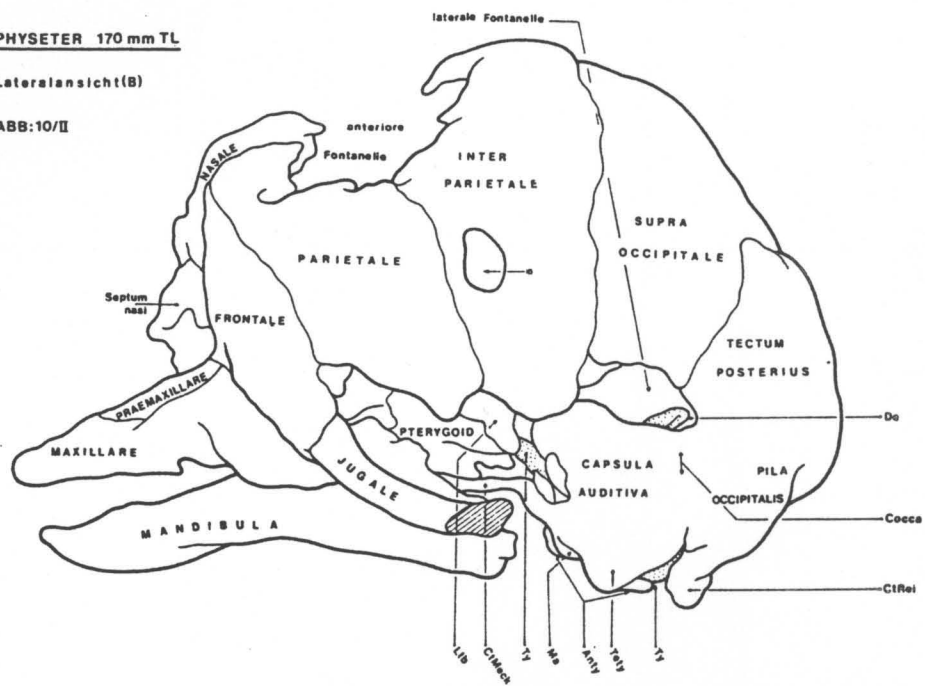 PHYSETER 170 mm TL
Lateralansicht(B)
ABB:10/II
laterale Fontanelle
anteriore
Fontanelle
NASALE
INTER
PARIETALE
SUPRA
OCCIPITALE
PARIETALE
Septum
nasi
FRONTALE
TECTUM
POSTERIUS
PRAEMAXILLARE
MAXILLARE
PTERYGOID
JUGALE
CAPSULA
AUDITIVA
PILA
OCCIPITALIS
MANDIBULA
Do
Cocca
CtRei
Lib
CtMeck
Ty
Ma
Anty
Tety
Ty